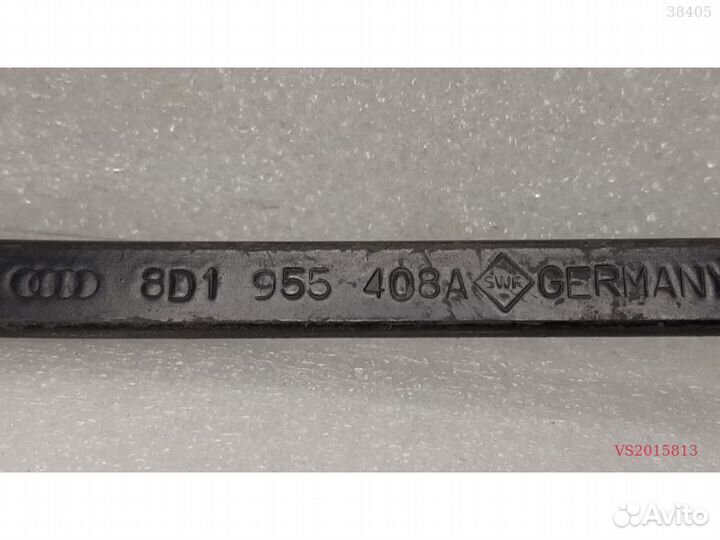 38405
8D1 955 408A SWF GERMANY
VS2015813
Avito